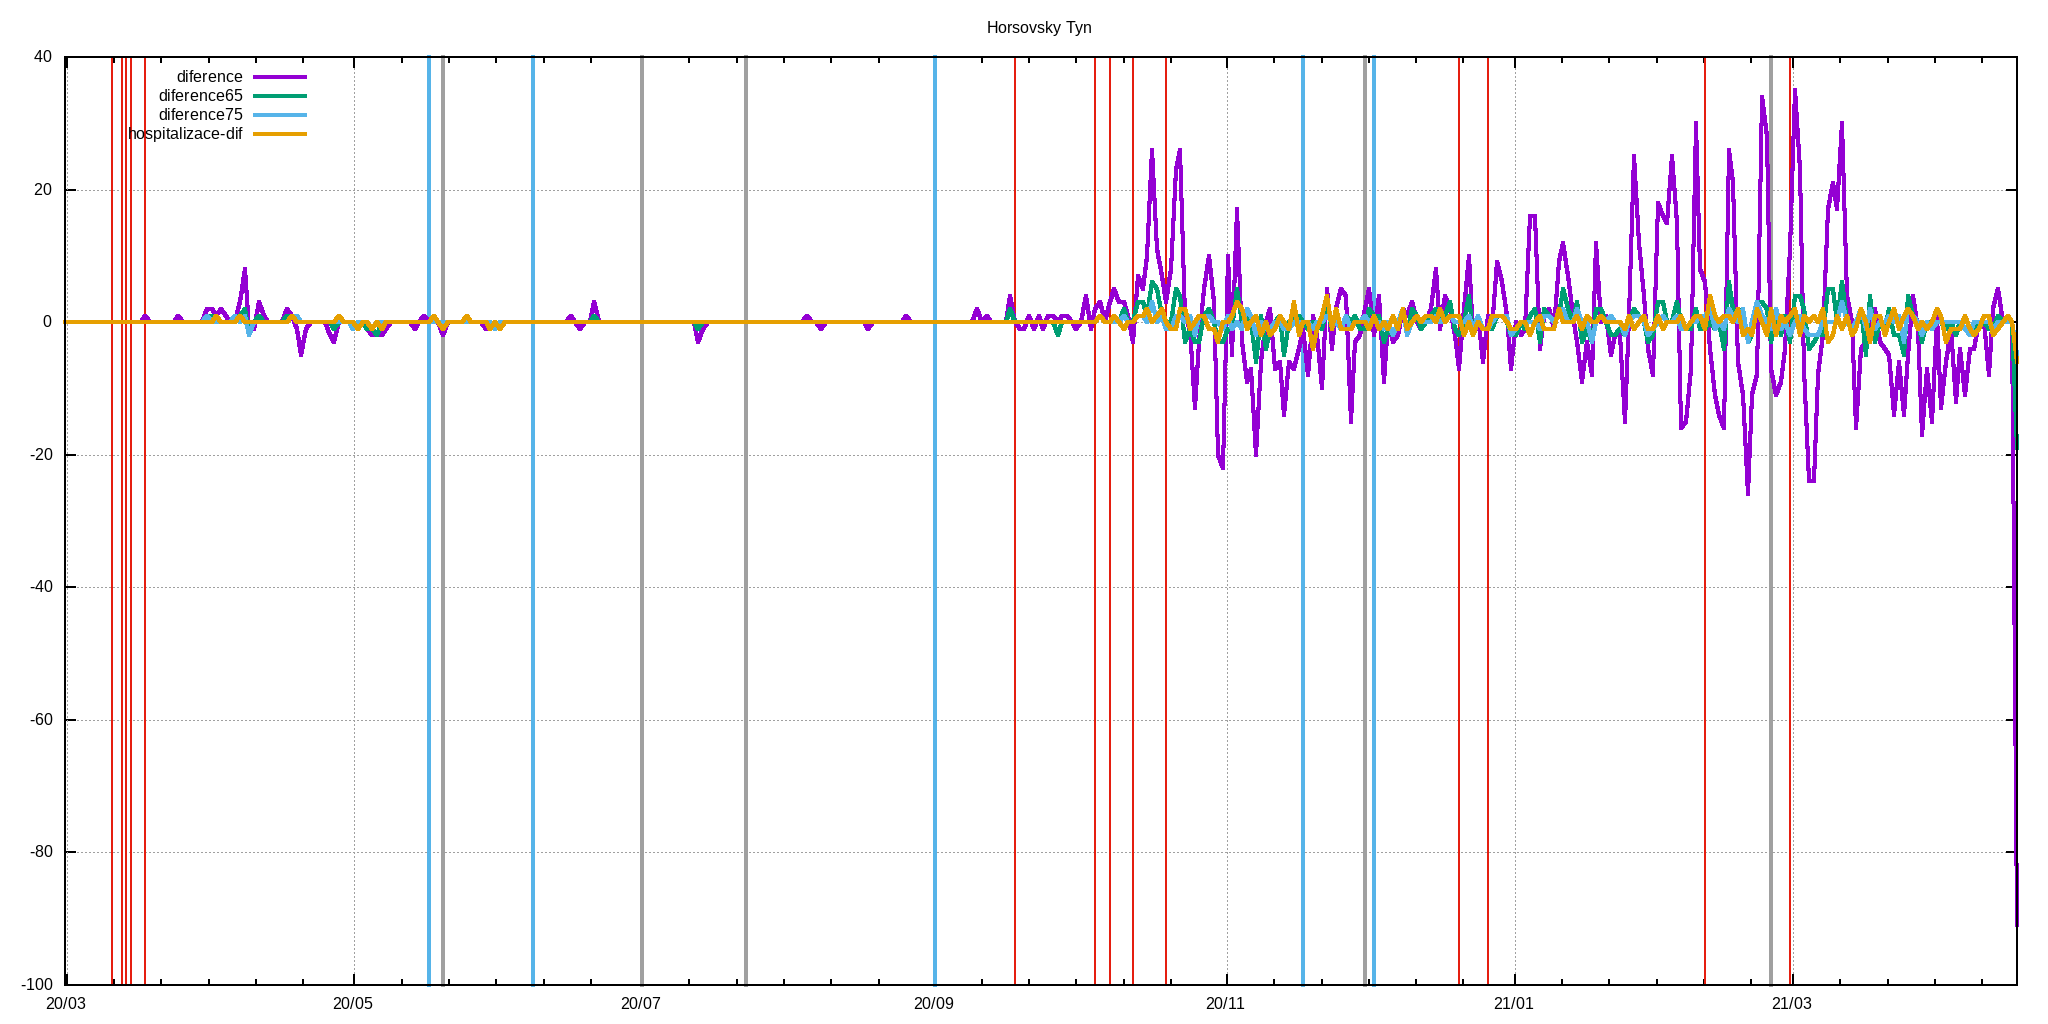 Horsovsky Tyn
40
20
0
-20
-40
-60
-80
-100
diference
diference65
diference75
hospitalizace-dif
20/03 20/05 20/07 20/09 20/11 21/01 21/03